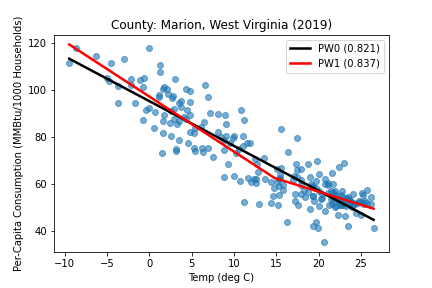 County: Marion, West Virginia (2019)
Per-Capita Consumption (MMBtu/1000 Households)
120
100
80
60
40
PW0 (0.821)
PW1 (0.837)
−10 −5 0 5 10 15 20 25
Temp (deg C)